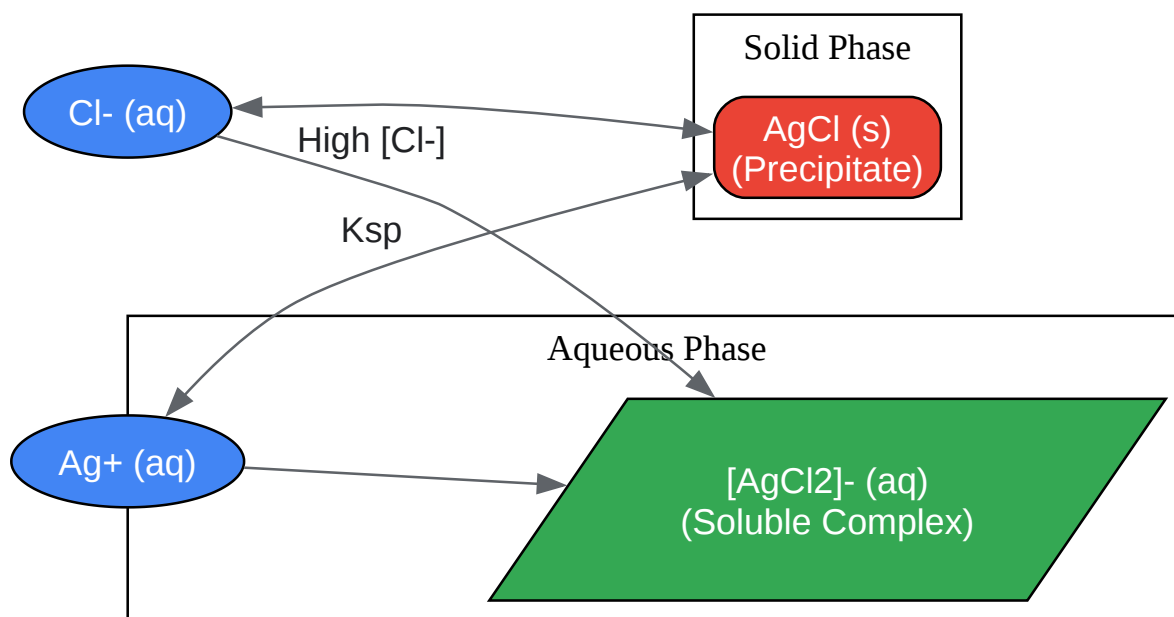 Solid Phase
Cl- (aq)
AgCl (s)
(Precipitate)
High [Cl-]
Ksp
Aqueous Phase
Ag+ (aq)
[AgCl2]- (aq)
(Soluble Complex)